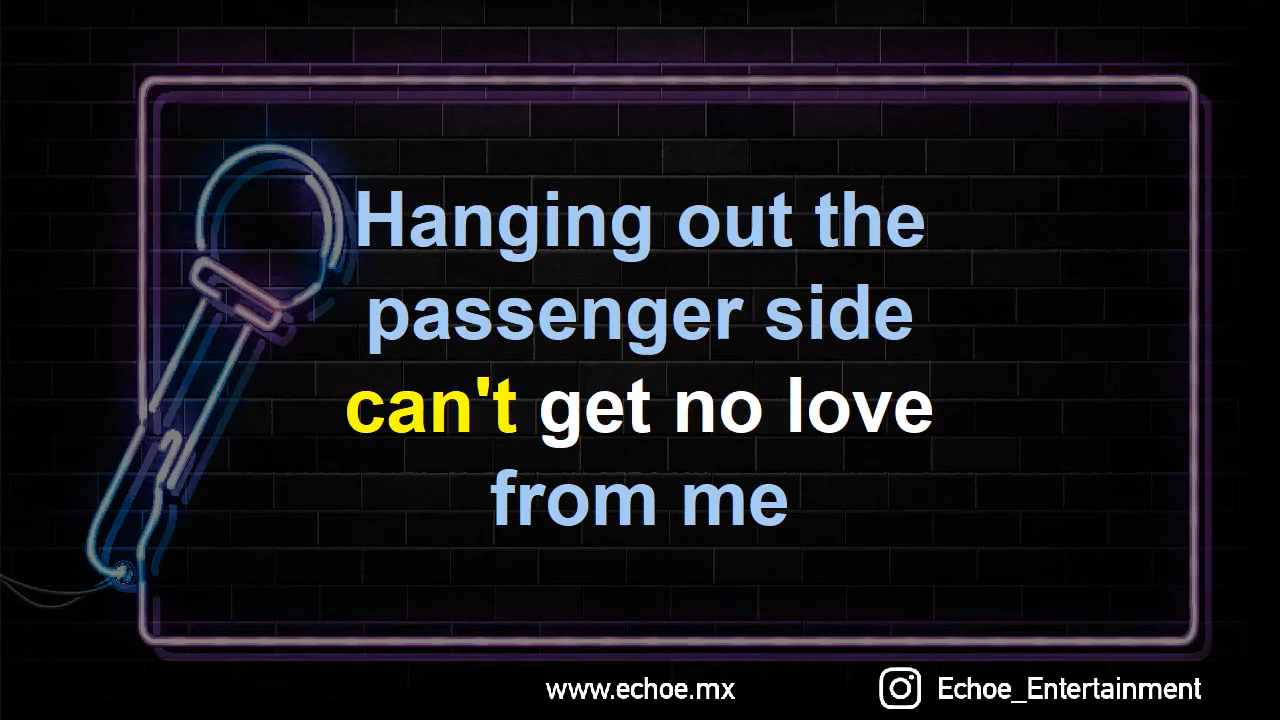 Hanging out the
passenger side
can't get no love
from me
www.echoe.mx
Echoe_Entertainment